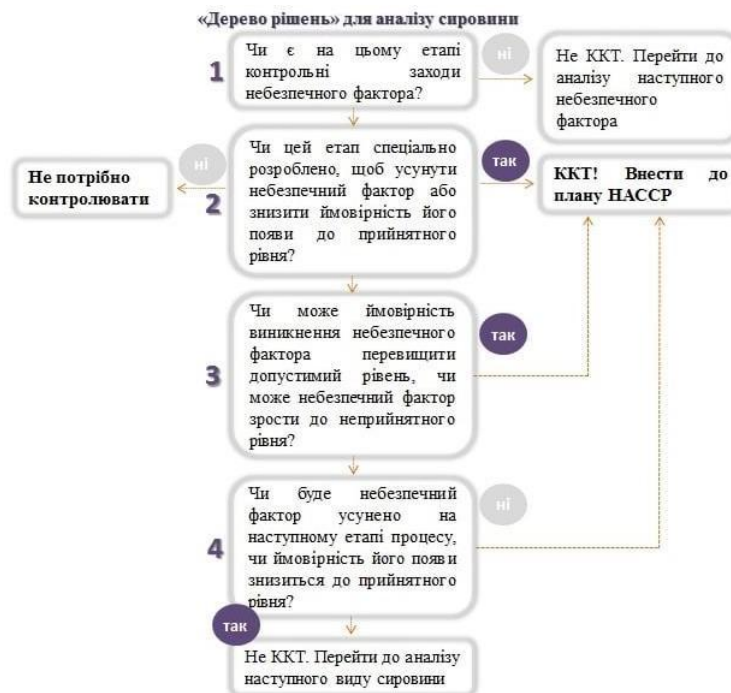 «Дерево рішень» для аналізу сировини
1
Чи є на цьому етапі
контрольні заходи
небезпечного фактора?
ні
Не ККТ. Перейти до
аналізу наступного
небезпечного
фактора
Не потрібно
контролювати
ні
2
Чи цей етап спеціально
розроблено, щоб усунути
небезпечний фактор або
знизити ймовірність його
появи до прийнятного
рівня?
так
ККТ! Внести до
плану НАССР
3
Чи може ймовірність
виникнення небезпечного
фактора перевищити
допустимий рівень, чи
може небезпечний фактор
зрости до неприйнятного
рівня?
так
4
Чи буде небезпечний
фактор усунено на
наступному етапі процесу,
чи ймовірність його появи
знизиться до прийнятного
рівня?
ні
так
Не ККТ. Перейти до аналізу
наступного виду сировини